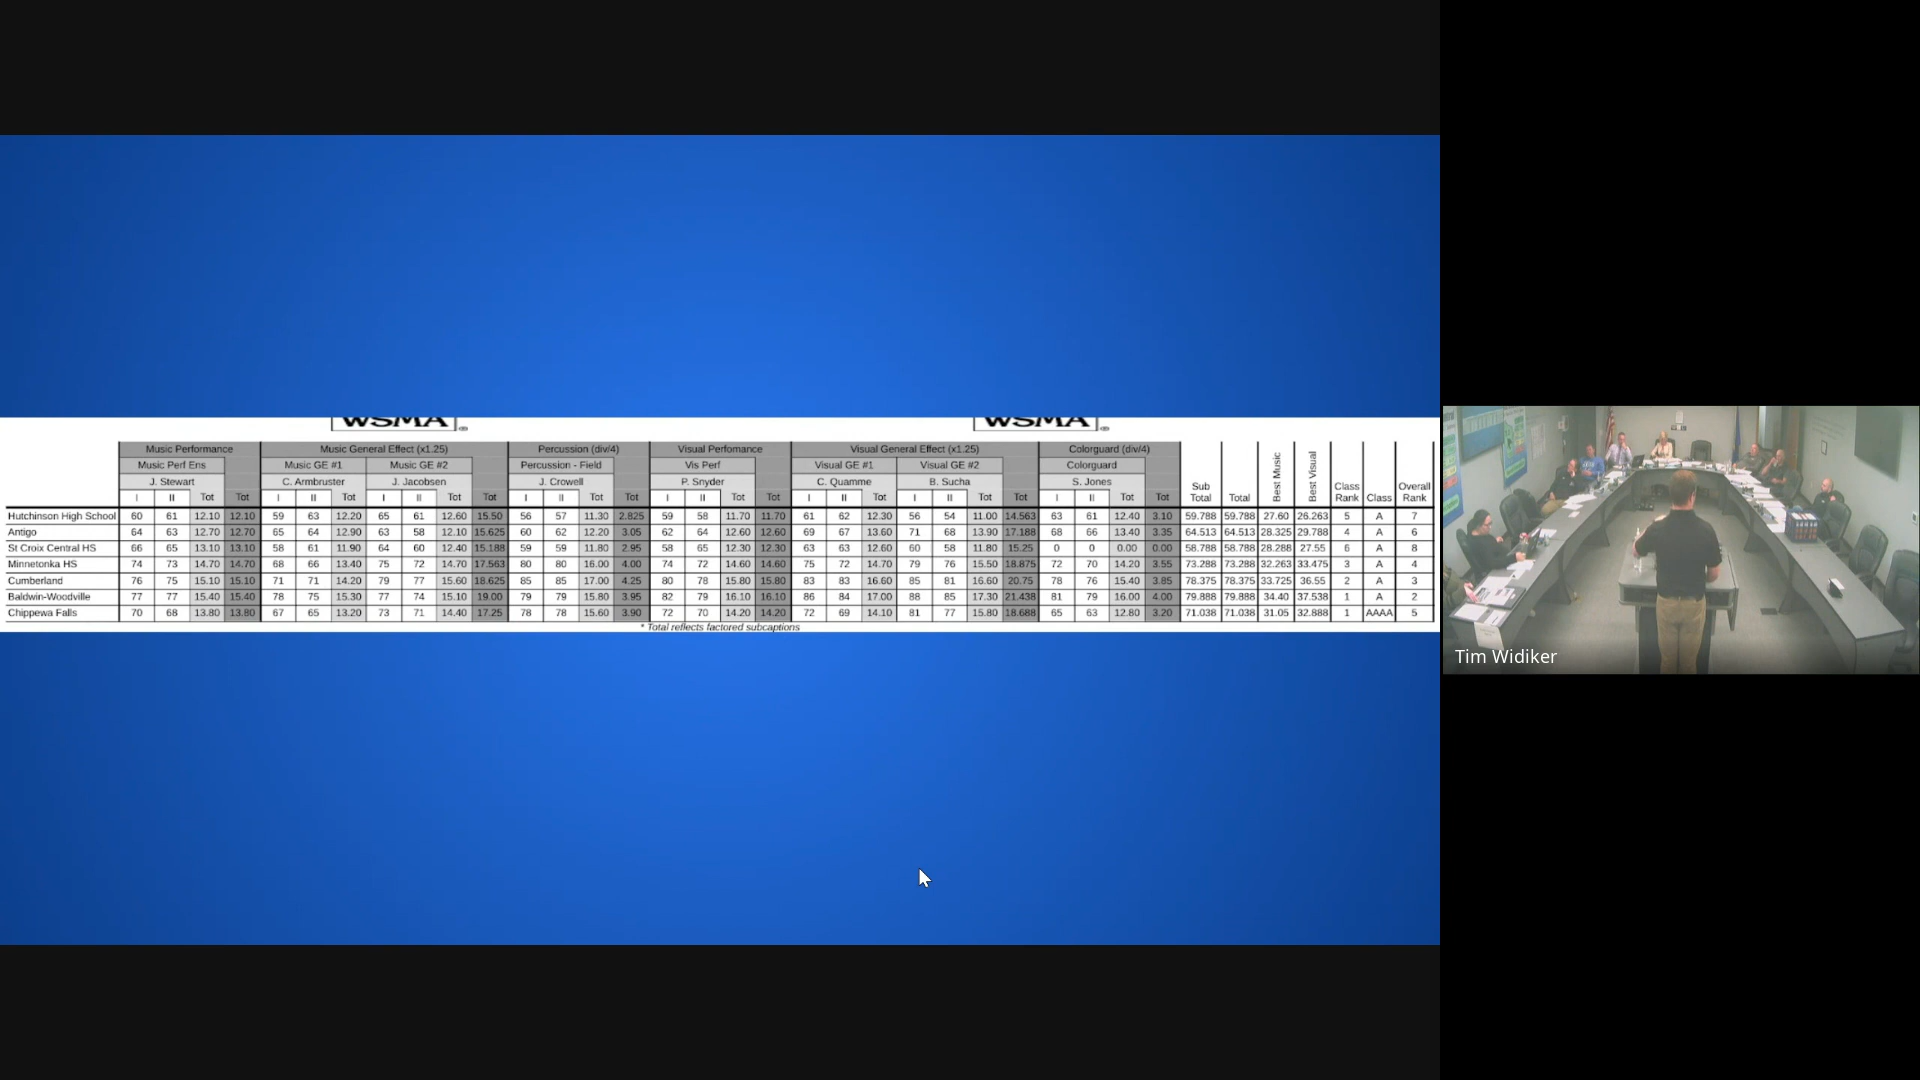 WSMA ® WSMA ®
Music Performance Music General Effect (x1.25) Percussion (div/4) Visual Perfomance Visual General Effect (x1.25) Colorguard (div/4)
Music Perf Ens Music GE #1 Music GE #2 Percussion - Field Vis Perf Visual GE #1 Visual GE #2 Colorguard
J. Stewart C. Armbruster J. Jacobsen J. Crowell P. Snyder C. Quamme B. Sucha S. Jones
I II Tot Tot I II Tot I II Tot Tot I II Tot Tot I II Tot Tot I II Tot I II Tot Tot I II Tot Tot Sub Total Total Best Music Best Visual Class Rank Class Overall Rank
Hutchinson High School 60 61 12.10 12.10 59 63 12.20 65 61 12.60 15.50 56 57 11.30 2.825 59 58 11.70 11.70 61 62 12.30 56 54 11.00 14.563 63 61 12.40 3.10 59.788 59.788 27.60 26.263 5 A 7
Antigo 64 63 12.70 12.70 65 64 12.90 63 58 12.10 15.625 60 62 12.20 3.05 62 64 12.60 12.60 69 67 13.60 71 68 13.90 17.188 68 66 13.40 3.35 64.513 64.513 28.325 29.788 4 A 6
St Croix Central HS 66 65 13.10 13.10 58 61 11.90 64 60 12.40 15.188 59 59 11.80 2.95 58 65 12.30 12.30 63 63 12.60 60 58 11.80 15.25 0 0 0.00 0.00 58.788 58.788 28.288 27.55 6 A 8
Minnetonka HS 74 73 14.70 14.70 68 66 13.40 75 72 14.70 17.563 80 80 16.00 4.00 74 72 14.60 14.60 75 72 14.70 79 76 15.50 18.875 72 70 14.20 3.55 73.288 73.288 32.263 33.475 3 A 4
Cumberland 76 75 15.10 15.10 71 71 14.20 79 77 15.60 18.625 85 85 17.00 4.25 80 78 15.80 15.80 83 83 16.60 85 81 16.60 20.75 78 76 15.40 3.85 78.375 78.375 33.725 36.55 2 A 3
Baldwin-Woodville 77 77 15.40 15.40 78 75 15.30 77 74 15.10 19.00 79 79 15.80 3.95 82 79 16.10 16.10 86 84 17.00 88 85 17.30 21.438 81 79 16.00 4.00 79.888 79.888 34.40 37.538 1 A 2
Chippewa Falls 70 68 13.80 13.80 67 65 13.20 73 71 14.40 17.25 78 78 15.60 3.90 72 70 14.20 14.20 72 69 14.10 81 77 15.80 18.688 65 63 12.80 3.20 71.038 71.038 31.05 32.888 1 AAAA 5
* Total reflects factored subcaptions
Tim Widiker